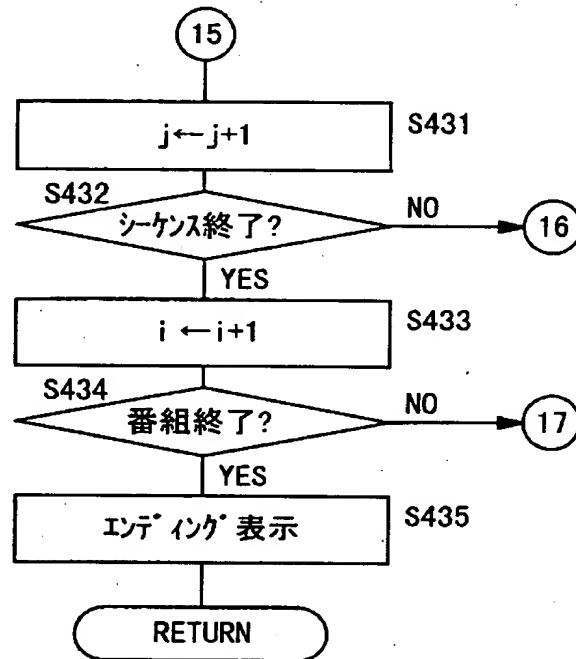 15
j←j+1
S431
S432
シーケンス終了?
NO
16
YES
i ←i+1
S433
S434
番組終了?
NO
17
YES
エンディング表示
S435
RETURN